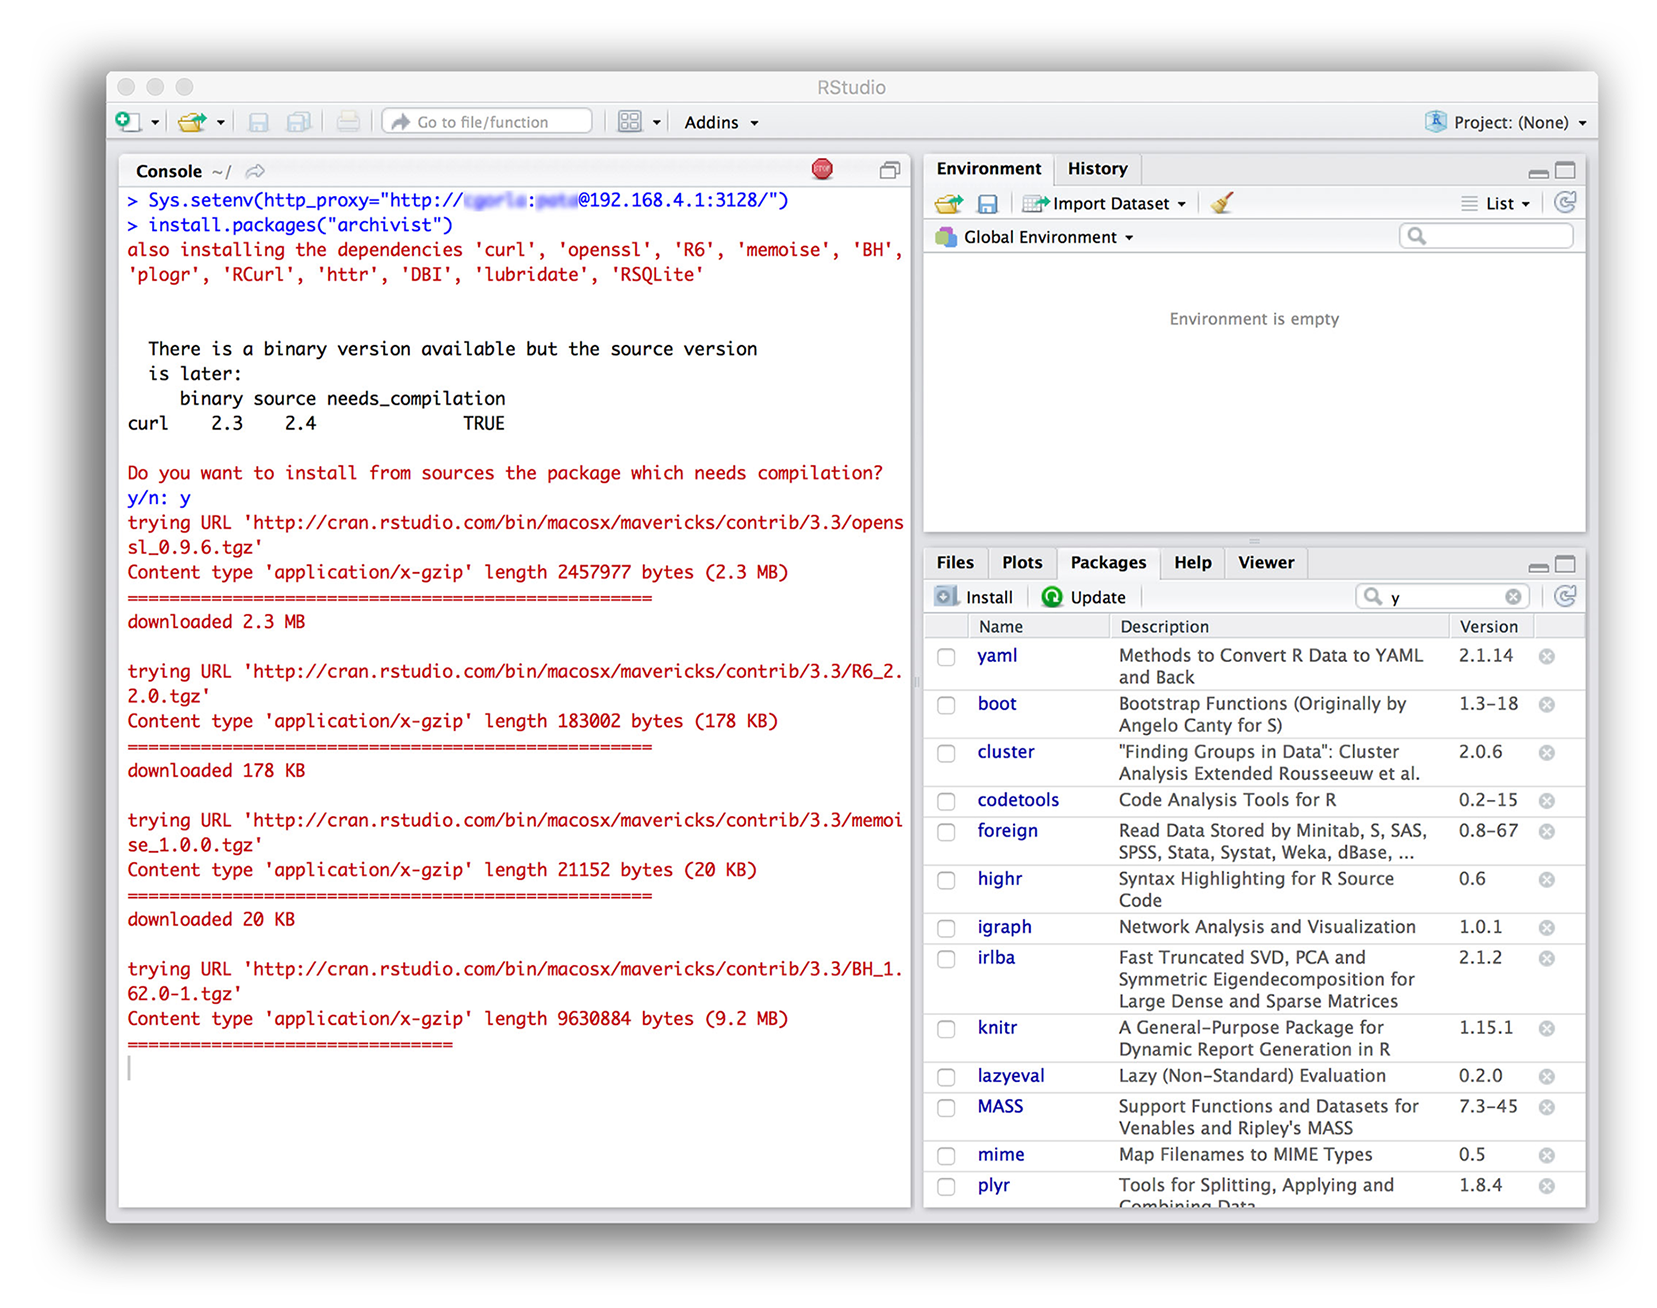 RStudio
Go to file/function
Addins
Project: (None)
Console ~/
> Sys.setenv(http_proxy="http://:@192.168.4.1:3128/")
> install.packages("archivist")
also installing the dependencies 'curl', 'openssl', 'R6', 'memoise', 'BH',
'plogr', 'RCurl', 'httr', 'DBI', 'lubridate', 'RSQLite'
There is a binary version available but the source version
is later:
binary source needs_compilation
curl 2.3 2.4 TRUE
Do you want to install from sources the package which needs compilation?
y/n: y
trying URL 'http://cran.rstudio.com/bin/macosx/mavericks/contrib/3.3/opens
sl_0.9.6.tgz'
Content type 'application/x-gzip' length 2457977 bytes (2.3 MB)
==================================================
downloaded 2.3 MB
trying URL 'http://cran.rstudio.com/bin/macosx/mavericks/contrib/3.3/R6_2.
2.0.tgz'
Content type 'application/x-gzip' length 183002 bytes (178 KB)
==================================================
downloaded 178 KB
trying URL 'http://cran.rstudio.com/bin/macosx/mavericks/contrib/3.3/memoi
se_1.0.0.tgz'
Content type 'application/x-gzip' length 21152 bytes (20 KB)
==================================================
downloaded 20 KB
trying URL 'http://cran.rstudio.com/bin/macosx/mavericks/contrib/3.3/BH_1.
62.0-1.tgz'
Content type 'application/x-gzip' length 9630884 bytes (9.2 MB)
===============================
Environment History
Import Dataset
List
Global Environment
Environment is empty
Files Plots Packages Help Viewer
Install Update y
Name Description Version
yaml Methods to Convert R Data to YAML 2.1.14
and Back
boot Bootstrap Functions (Originally by 1.3-18
Angelo Canty for S)
cluster "Finding Groups in Data": Cluster 2.0.6
Analysis Extended Rousseeuw et al.
codetools Code Analysis Tools for R 0.2-15
foreign Read Data Stored by Minitab, S, SAS, 0.8-67
SPSS, Stata, Systat, Weka, dBase, ...
highr Syntax Highlighting for R Source 0.6
Code
igraph Network Analysis and Visualization 1.0.1
irlba Fast Truncated SVD, PCA and 2.1.2
Symmetric Eigendecomposition for
Large Dense and Sparse Matrices
knitr A General-Purpose Package for 1.15.1
Dynamic Report Generation in R
lazyeval Lazy (Non-Standard) Evaluation 0.2.0
MASS Support Functions and Datasets for 7.3-45
Venables and Ripley's MASS
mime Map Filenames to MIME Types 0.5
plyr Tools for Splitting, Applying and 1.8.4
Combining Data